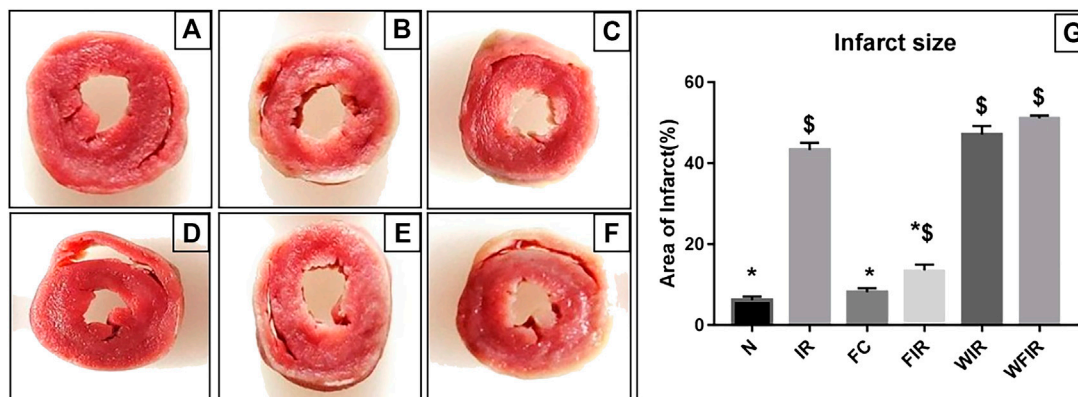 A
B
C
D
E
F
G
Infarct size
Area of Infarct(%)
60
40
20
0
*
$
*
*$
$
$
N
IR
FC
FIR
WIR
WFIR